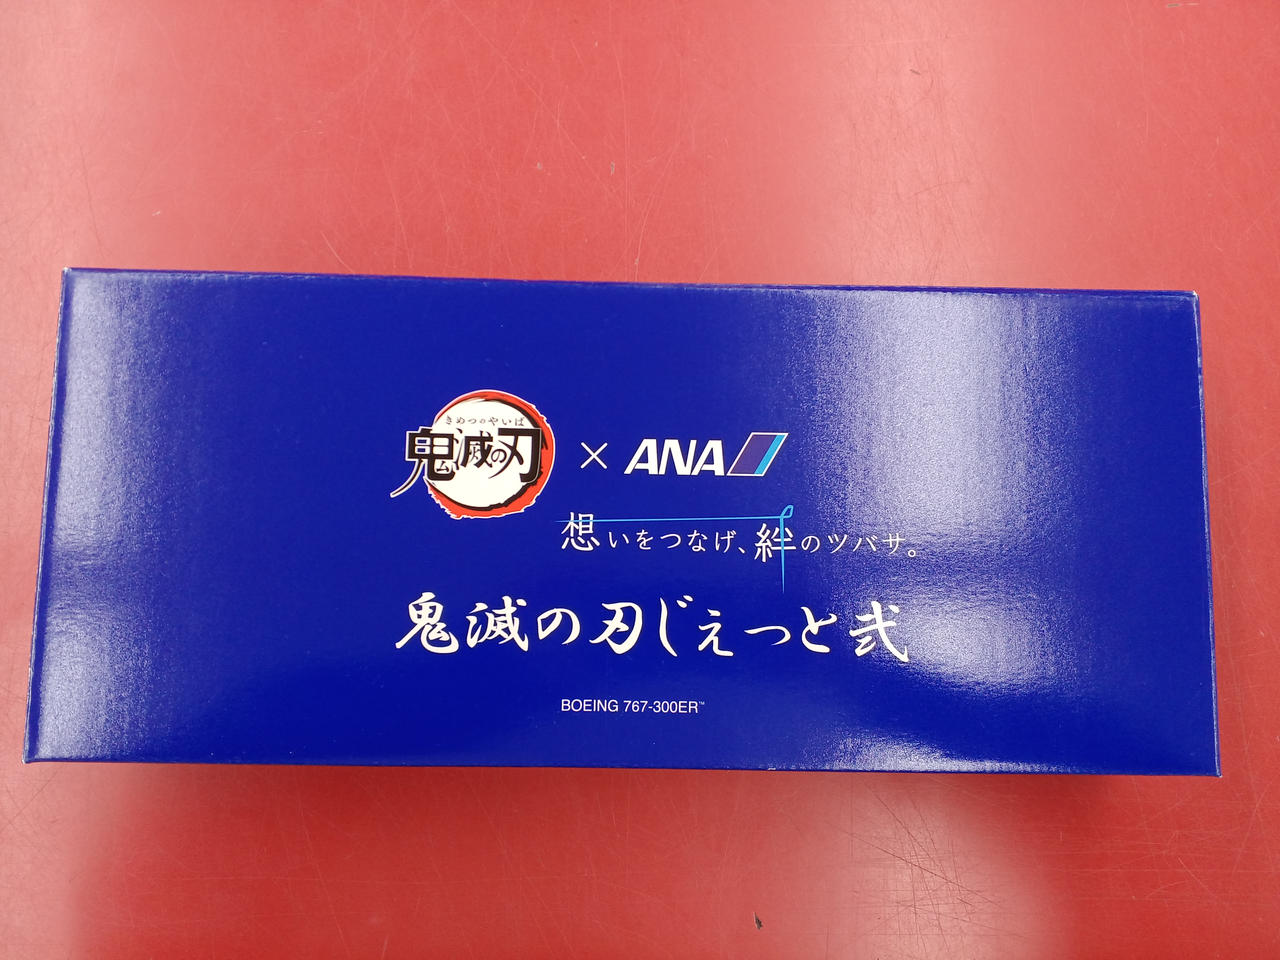 きめつのやいば
鬼滅の刃 × ANA
想いをつなげ、絆のツバサ。
鬼滅の刃じぇっと 弐
BOEING 767-300ER™